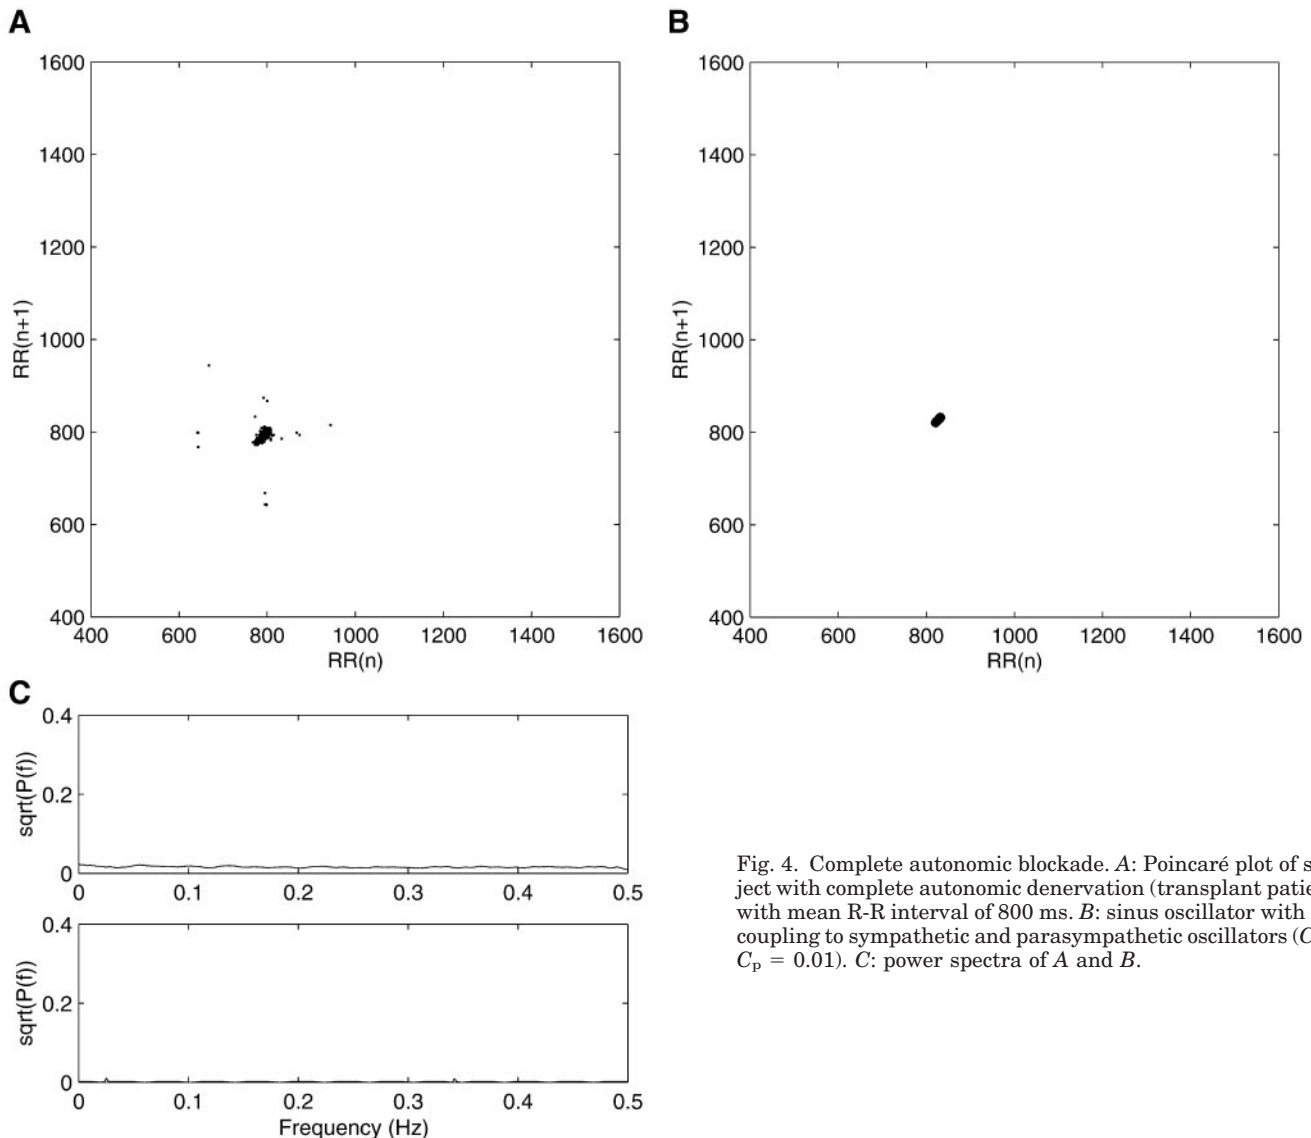 A
B
1600
1400
1200
1000
800
600
400
RR(n+1)
400 600 800 1000 1200 1400 1600
RR(n)
1600
1400
1200
1000
800
600
400
RR(n+1)
400 600 800 1000 1200 1400 1600
RR(n)
C
0.4
0.2
0
sqrt(P(f))
0 0.1 0.2 0.3 0.4 0.5
0.4
0.2
0
sqrt(P(f))
0 0.1 0.2 0.3 0.4 0.5
Frequency (Hz)
Fig. 4. Complete autonomic blockade. A: Poincaré plot of s
ject with complete autonomic denervation (transplant patie
with mean R-R interval of 800 ms. B: sinus oscillator with
coupling to sympathetic and parasympathetic oscillators (C
Cp = 0.01). C: power spectra of A and B.